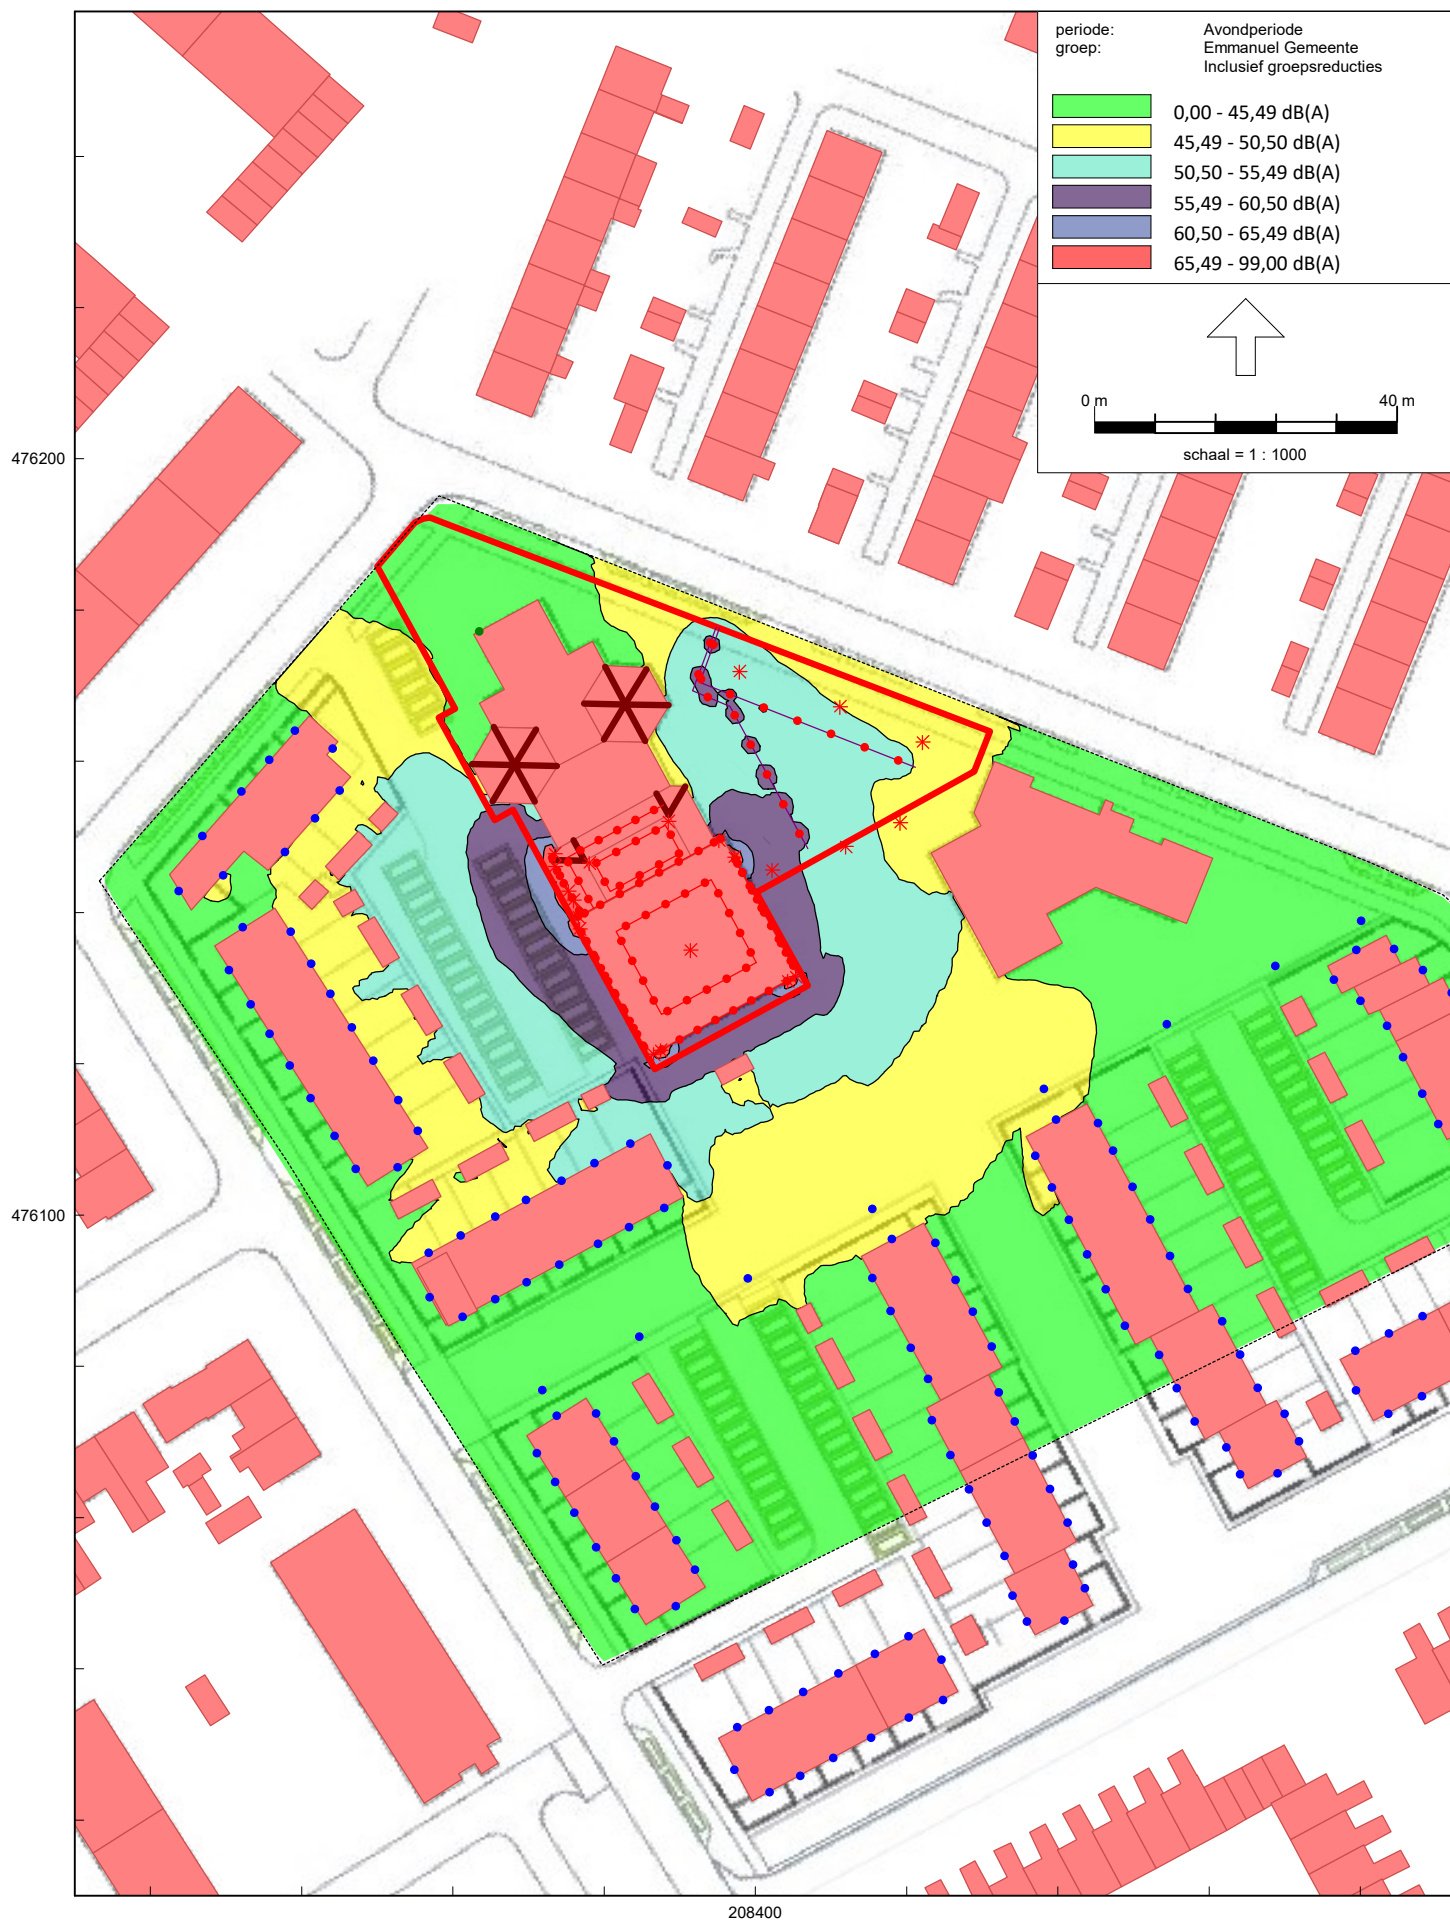 periode: Avondperiode
groep: Emmanuel Gemeente
Inclusief groepsreducties
0,00 - 45,49 dB(A)
45,49 - 50,50 dB(A)
50,50 - 55,49 dB(A)
55,49 - 60,50 dB(A)
60,50 - 65,49 dB(A)
65,49 - 99,00 dB(A)
0 m 40 m
schaal = 1 : 1000
476200
476100
208400